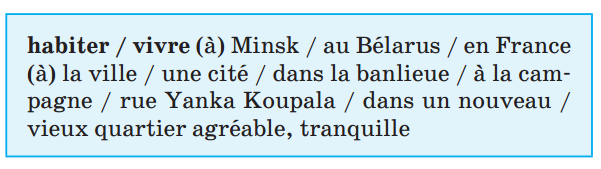 habiter / vivre (à) Minsk / au Bélarus / en France
(à) la ville / une cité / dans la banlieue / à la cam-
pagne / rue Yanka Koupala / dans un nouveau /
vieux quartier agréable, tranquille